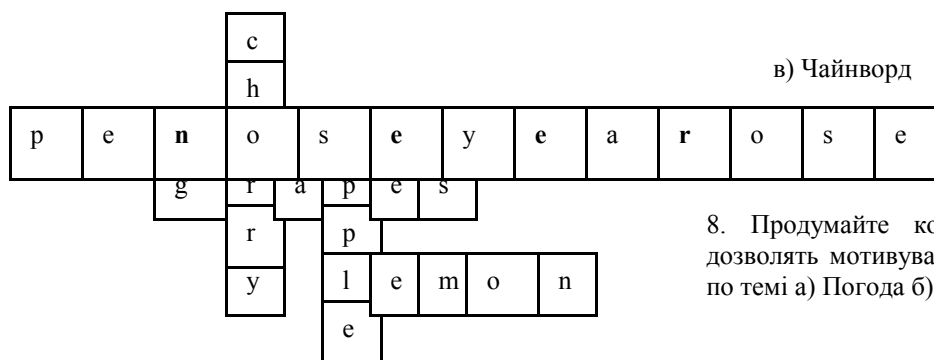 c
h
в) Чайнворд
p e n o s e y e a r o s e
g r a p e s
r p
y l e m o n
e
8. Продумайте ко
дозволять мотивува
по темі а) Погода б)